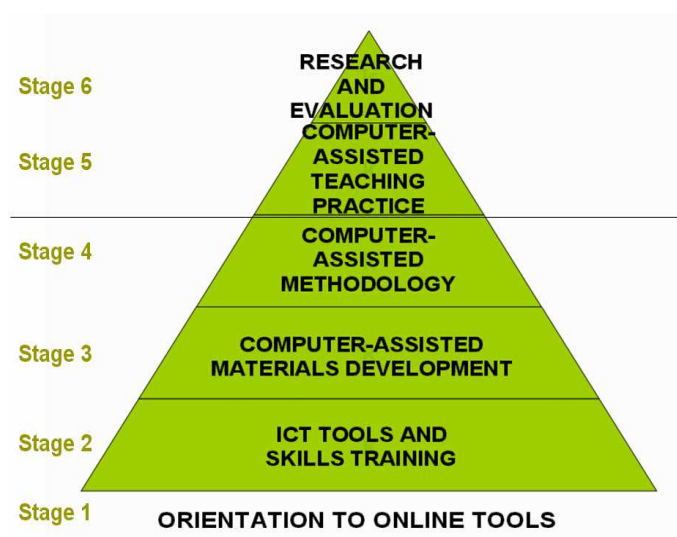 Stage 6
RESEARCH
AND
EVALUATION
Stage 5
COMPUTER-
ASSISTED
TEACHING
PRACTICE
Stage 4
COMPUTER-
ASSISTED
METHODOLOGY
Stage 3
COMPUTER-ASSISTED
MATERIALS DEVELOPMENT
Stage 2
ICT TOOLS AND
SKILLS TRAINING
Stage 1
ORIENTATION TO ONLINE TOOLS